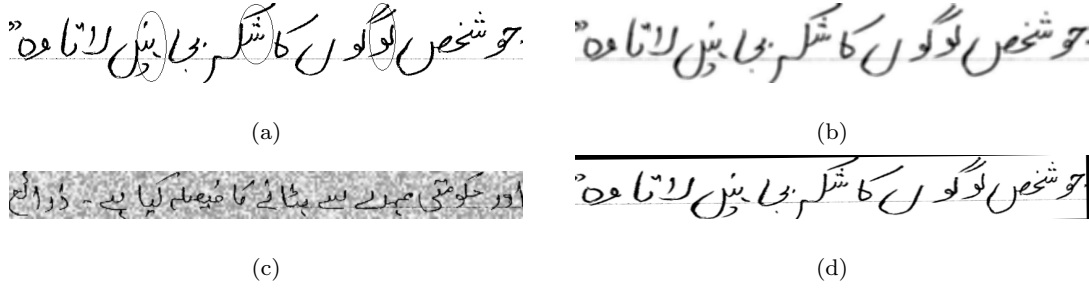 جو شخص لوگوں کا شکر بجا نہیں لاتا وہ"
(a)
جو شخص لوگوں کا شکر بجا نہیں لاتا وہ"
(b)
اور حکومتی عہدے سے ہٹانے کا فیصلہ کیا ہے ۔ ذرائع
(c)
جو شخص لوگوں کا شکر بجا نہیں لاتا وہ"
(d)